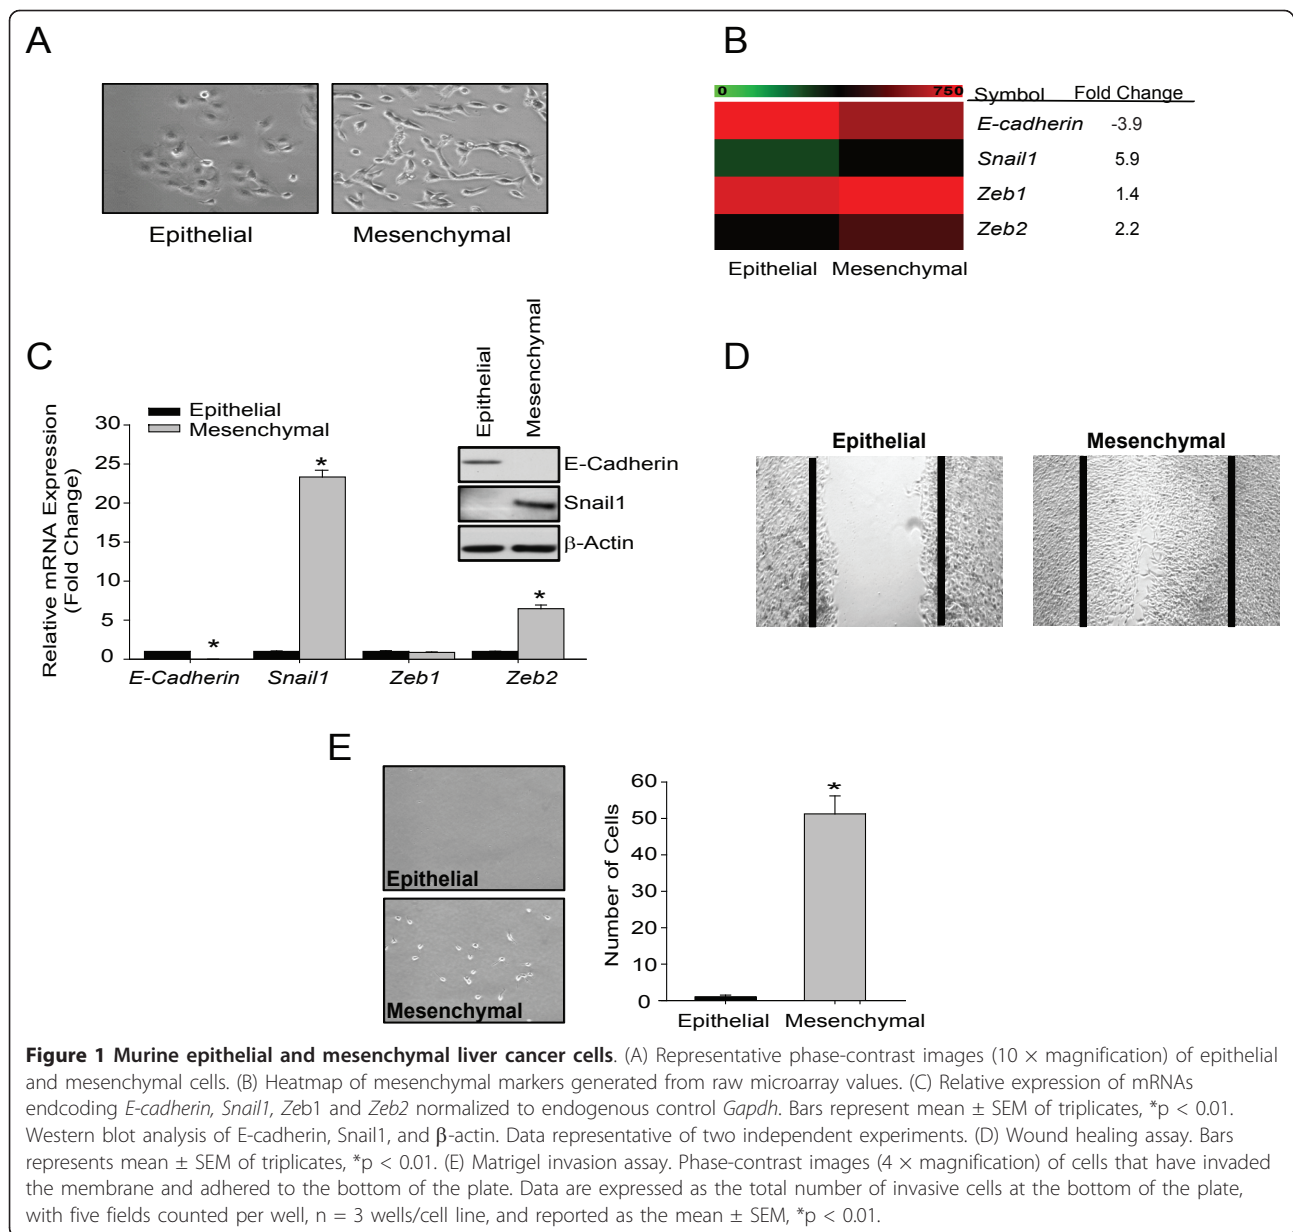 A
Epithelial
Mesenchymal
B
0 750
Symbol Fold Change
E-cadherin -3.9
Snail1 5.9
Zeb1 1.4
Zeb2 2.2
Epithelial Mesenchymal
C
Epithelial
Mesenchymal
Relative mRNA Expression
(Fold Change)
30
25
20
15
10
5
0
*
*
*
E-Cadherin Snail1 Zeb1 Zeb2
Epithelial
Mesenchymal
E-Cadherin
Snail1
β-Actin
D
Epithelial
Mesenchymal
E
Epithelial
Mesenchymal
Number of Cells
60
50
40
30
20
10
0
*
Epithelial Mesenchymal
Figure 1 Murine epithelial and mesenchymal liver cancer cells. (A) Representative phase-contrast images (10 × magnification) of epithelial
and mesenchymal cells. (B) Heatmap of mesenchymal markers generated from raw microarray values. (C) Relative expression of mRNAs
endcoding E-cadherin, Snail1, Zeb1 and Zeb2 normalized to endogenous control Gapdh. Bars represent mean ± SEM of triplicates, *p < 0.01.
Western blot analysis of E-cadherin, Snail1, and β-actin. Data representative of two independent experiments. (D) Wound healing assay. Bars
represents mean ± SEM of triplicates, *p < 0.01. (E) Matrigel invasion assay. Phase-contrast images (4 × magnification) of cells that have invaded
the membrane and adhered to the bottom of the plate. Data are expressed as the total number of invasive cells at the bottom of the plate,
with five fields counted per well, n = 3 wells/cell line, and reported as the mean ± SEM, *p < 0.01.